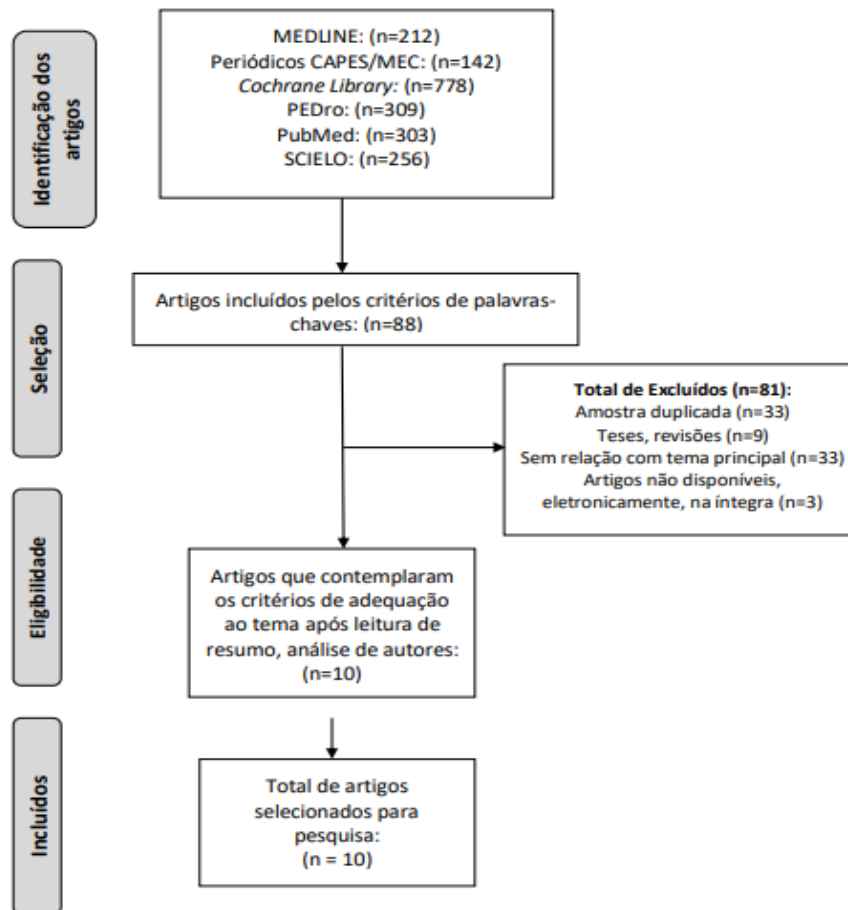 Identificação dos
artigos
MEDLINE: (n=212)
Periódicos CAPES/MEC: (n=142)
Cochrane Library: (n=778)
PEDro: (n=309)
PubMed: (n=303)
SCIELO: (n=256)
Seleção
Artigos incluídos pelos critérios de palavras-
chaves: (n=88)
Total de Excluídos (n=81):
Amostra duplicada (n=33)
Teses, revisões (n=9)
Sem relação com tema principal (n=33)
Artigos não disponíveis,
eletronicamente, na íntegra (n=3)
Eligibilidade
Artigos que contemplaram
os critérios de adequação
ao tema após leitura de
resumo, análise de autores:
(n=10)
Incluídos
Total de artigos
selecionados para
pesquisa:
(n = 10)